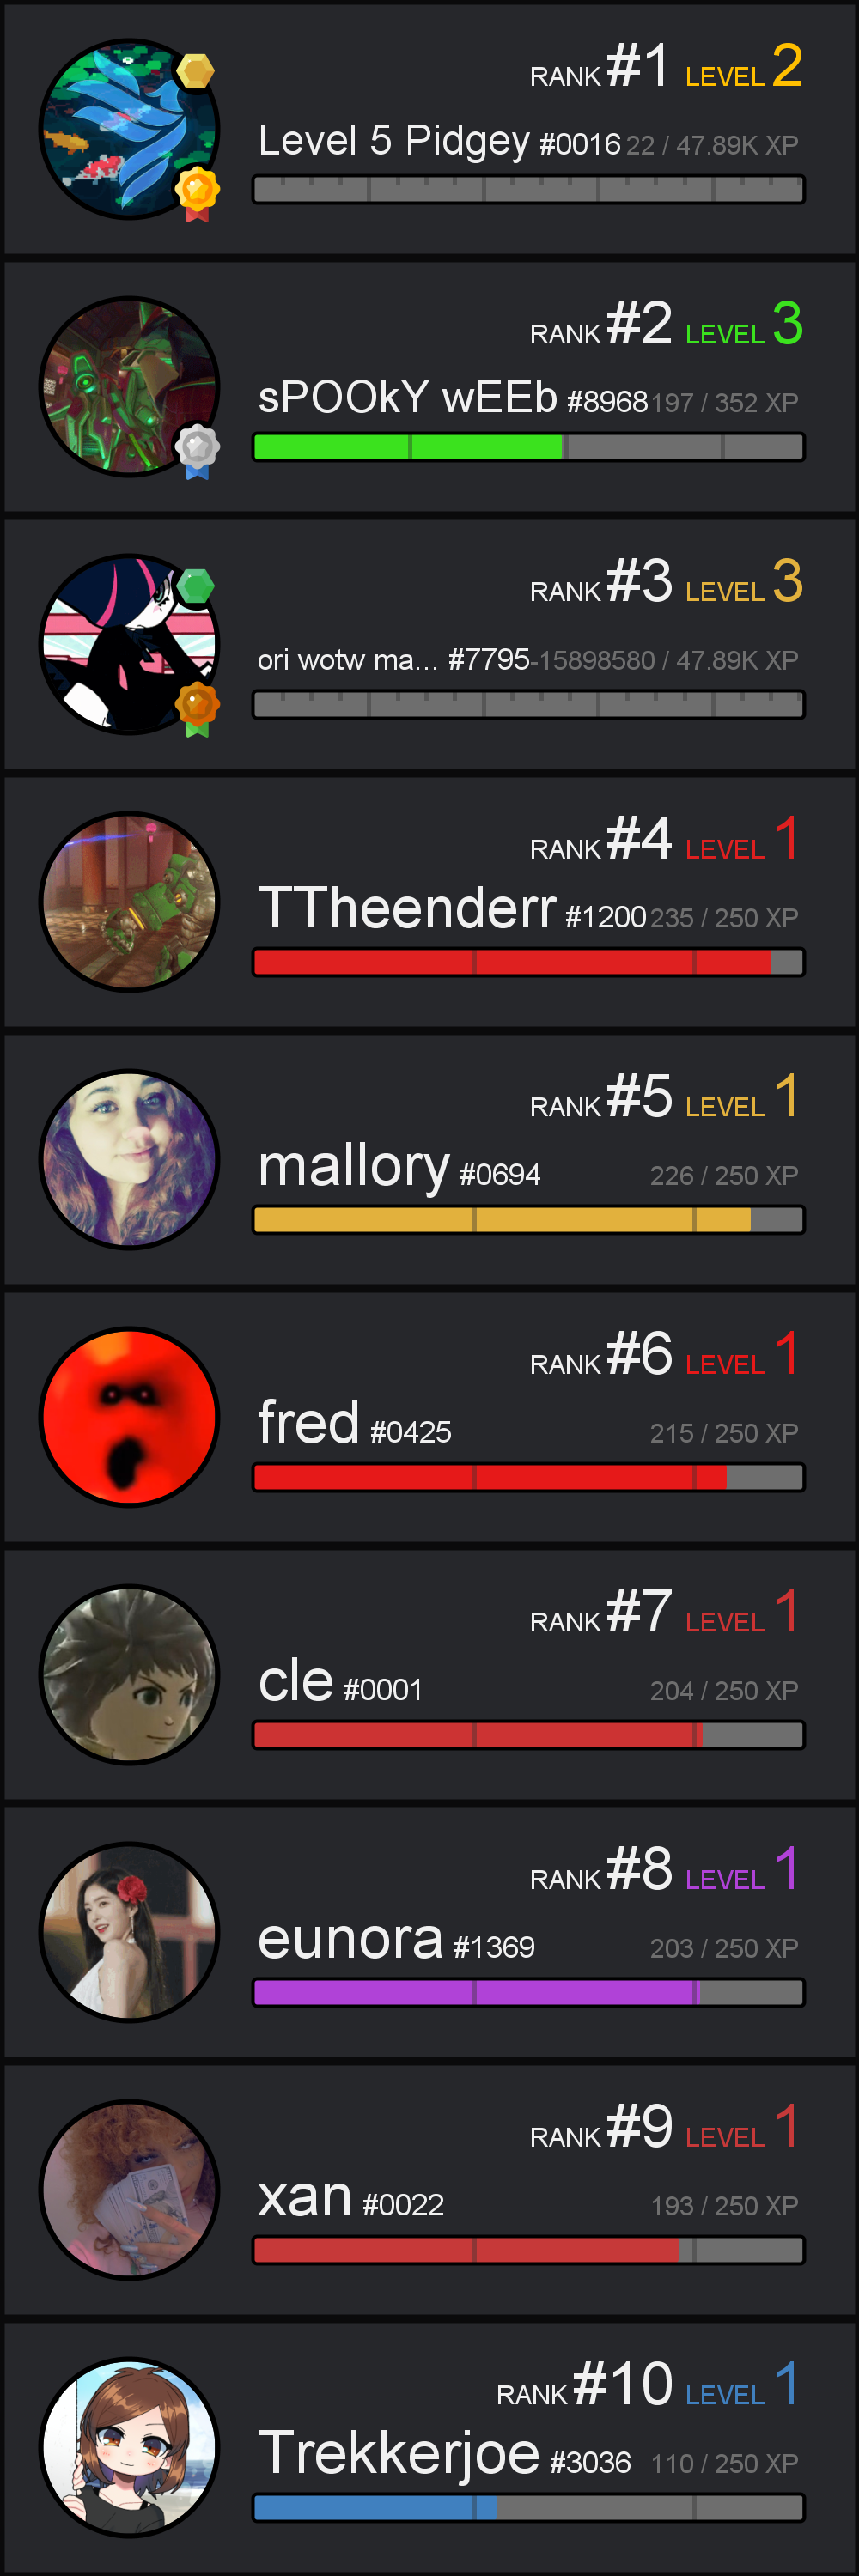 RANK #1 LEVEL 2
Level 5 Pidgey #0016 22 / 47.89K XP
RANK #2 LEVEL 3
sPOOkY wEEb #8968 197 / 352 XP
RANK #3 LEVEL 3
ori wotw ma... #7795 -15898580 / 47.89K XP
RANK #4 LEVEL 1
TTheenderr #1200 235 / 250 XP
RANK #5 LEVEL 1
mallory #0694 226 / 250 XP
RANK #6 LEVEL 1
fred #0425 215 / 250 XP
RANK #7 LEVEL 1
cle #0001 204 / 250 XP
RANK #8 LEVEL 1
eunora #1369 203 / 250 XP
RANK #9 LEVEL 1
xan #0022 193 / 250 XP
RANK #10 LEVEL 1
Trekkerjoe #3036 110 / 250 XP